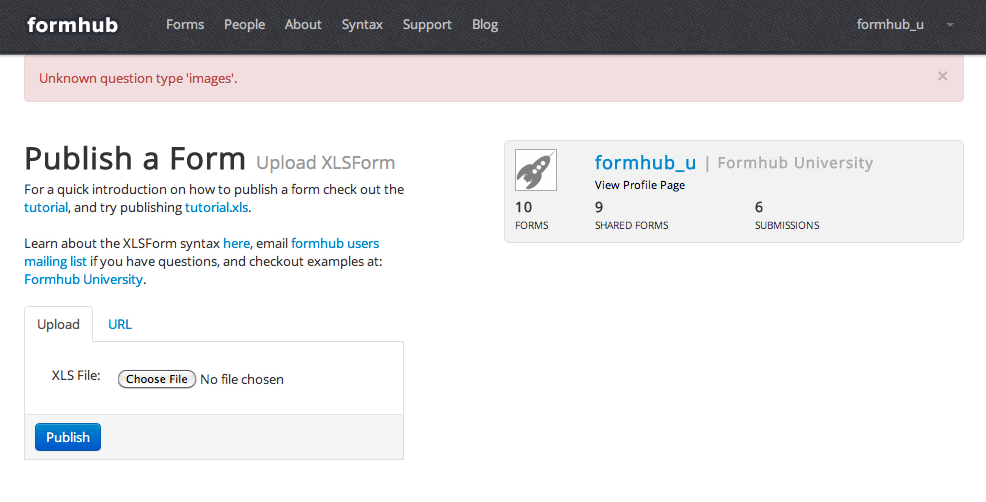 formhub Forms People About Syntax Support Blog formhub_u
Unknown question type 'images'. ×
Publish a Form Upload XLSForm
For a quick introduction on how to publish a form check out the
tutorial, and try publishing tutorial.xls.
Learn about the XLSForm syntax here, email formhub users
mailing list if you have questions, and checkout examples at:
Formhub University.
Upload URL
XLS File: Choose File No file chosen
Publish
formhub_u | Formhub University
View Profile Page
10 9 6
FORMS SHARED FORMS SUBMISSIONS